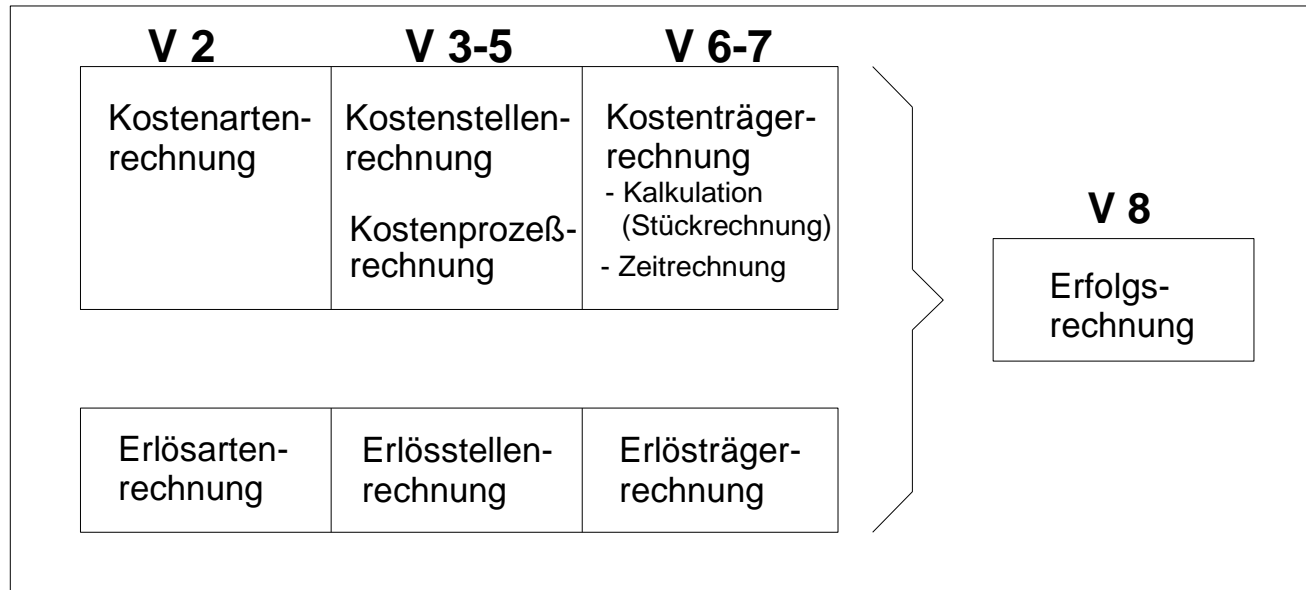 V 2
V 3-5
V 6-7
Kostenarten-
rechnung
Kostenstellen-
rechnung
Kostenprozeß-
rechnung
Kostenträger-
rechnung
- Kalkulation
(Stückrechnung)
- Zeitrechnung
V 8
Erfolgs-
rechnung
Erlösarten-
rechnung
Erlösstellen-
rechnung
Erlösträger-
rechnung